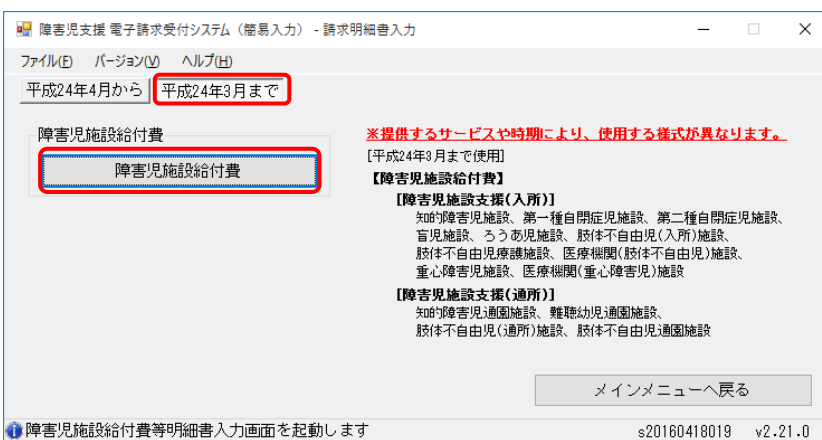 障害児支援 電子請求受付システム（簡易入力） - 請求明細書入力
ファイル(F) バージョン(V) ヘルプ(H)
平成24年4月から 平成24年3月まで
障害児施設給付費
障害児施設給付費
※提供するサービスや時期により、使用する様式が異なります。
[平成24年3月まで使用]
【障害児施設給付費】
[障害児施設支援(入所)]
知的障害児施設、第一種自閉症児施設、第二種自閉症児施設、
盲児施設、ろうあ児施設、肢体不自由児(入所)施設、
肢体不自由児療護施設、医療機関(肢体不自由児)施設、
重心障害児施設、医療機関(重心障害児)施設
[障害児施設支援(通所)]
知的障害児通園施設、難聴幼児通園施設、
肢体不自由児(通所)施設、肢体不自由児通園施設
メインメニューへ戻る
障害児施設給付費等明細書入力画面を起動します s20160418019 v2.21.0